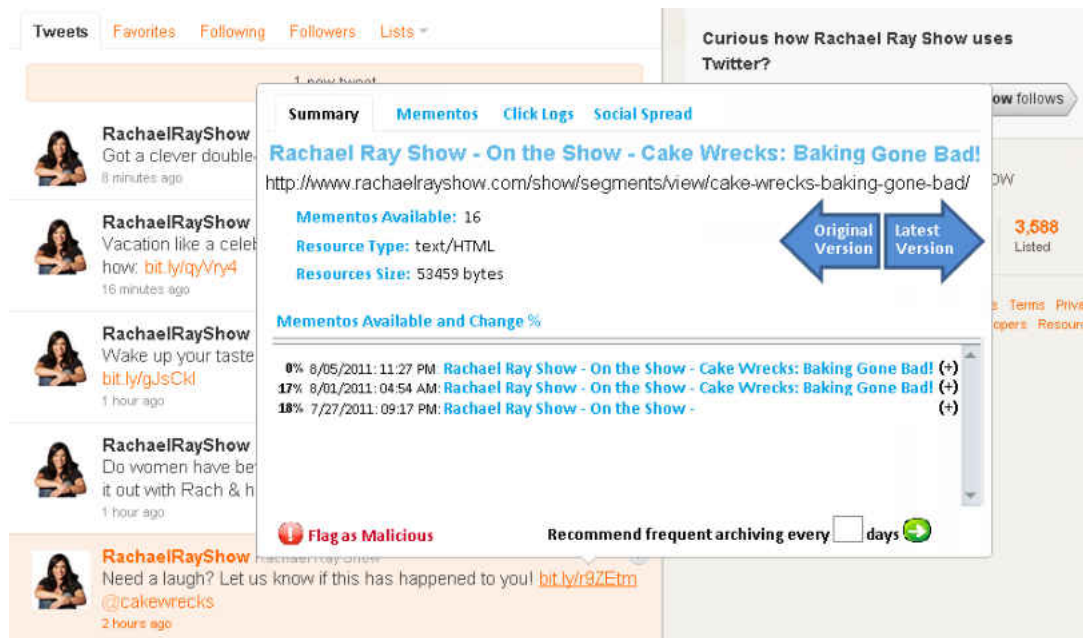 Tweets Favorites Following Followers Lists
Curious how Rachael Ray Show uses
Twitter?
1 new tweet
ow follows
RachaelRayShow
Got a clever double-
8 minutes ago
RachaelRayShow
Vacation like a celeb
how: bit.ly/qyVry4
16 minutes ago
RachaelRayShow
Wake up your taste
bit.ly/gJsCkl
1 hour ago
RachaelRayShow
Do women have be
it out with Rach & h
1 hour ago
Summary Mementos Click Logs Social Spread
Rachael Ray Show - On the Show - Cake Wrecks: Baking Gone Bad!
http://www.rachaelrayshow.com/show/segments/view/cake-wrecks-baking-gone-bad/
Mementos Available: 16
Resource Type: text/HTML
Resources Size: 53459 bytes
Original
Version
Latest
Version
Mementos Available and Change %
0% 8/05/2011: 11:27 PM: Rachael Ray Show - On the Show - Cake Wrecks: Baking Gone Bad! (+)
17% 8/01/2011: 04:54 AM: Rachael Ray Show - On the Show - Cake Wrecks: Baking Gone Bad! (+)
18% 7/27/2011: 09:17 PM: Rachael Ray Show - On the Show - (+)
Flag as Malicious
Recommend frequent archiving every days
OW
3,588
Listed
s Terms Priva
opers Resour
RachaelRayShow Rachael Ray Show
Need a laugh? Let us know if this has happened to you! bit.ly/r9ZEtm
@cakewrecks
2 hours ago